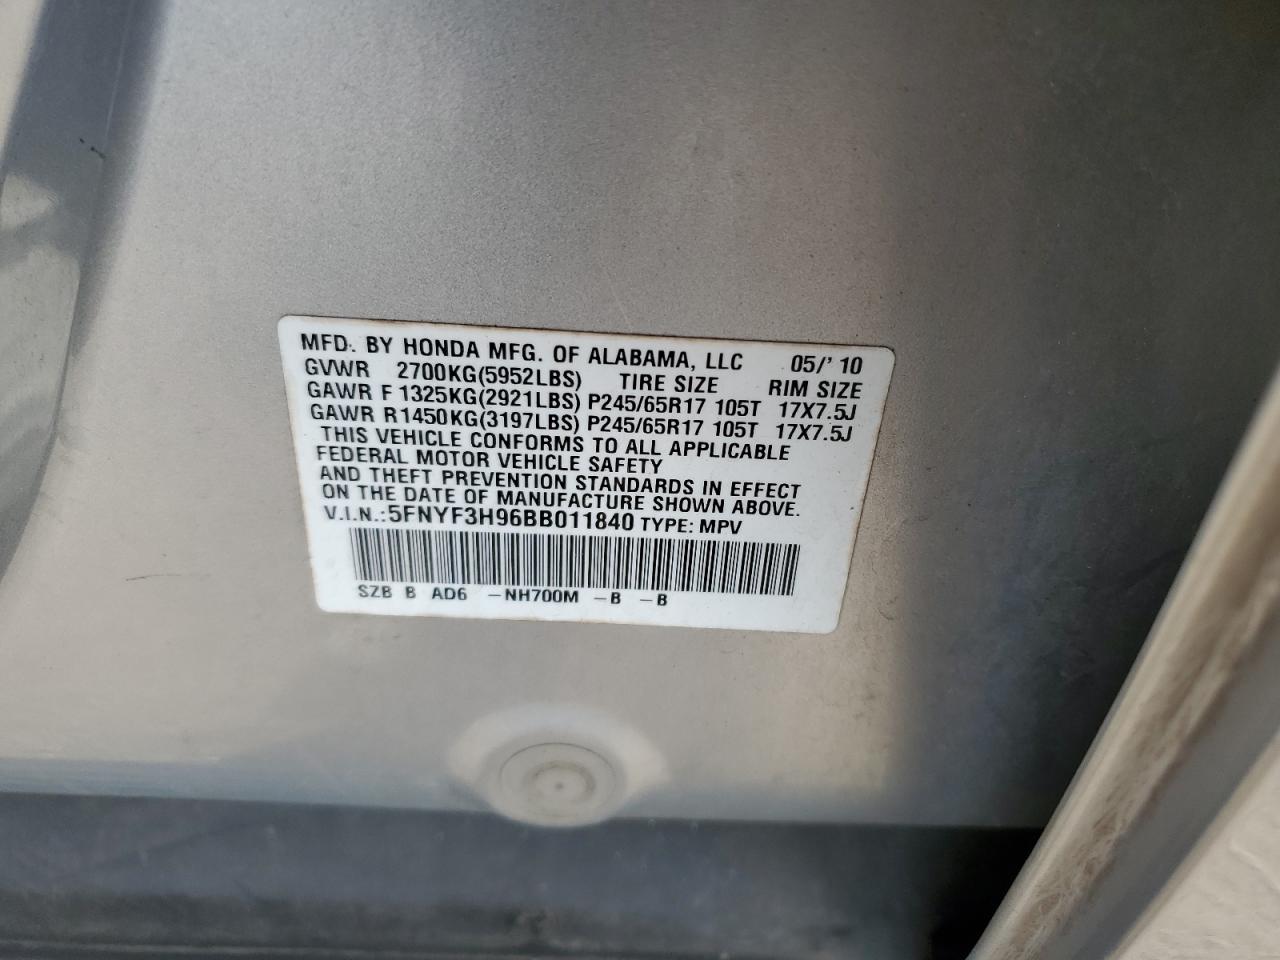 MFD. BY HONDA MFG. OF ALABAMA, LLC 05/' 10
GVWR 2700KG(5952LBS) TIRE SIZE RIM SIZE
GAWR F 1325KG(2921LBS) P245/65R17 105T 17X7.5J
GAWR R1450KG(3197LBS) P245/65R17 105T 17X7.5J
THIS VEHICLE CONFORMS TO ALL APPLICABLE
FEDERAL MOTOR VEHICLE SAFETY
AND THEFT PREVENTION STANDARDS IN EFFECT
ON THE DATE OF MANUFACTURE SHOWN ABOVE.
V.I.N.:5FNYF3H96BB011840 TYPE: MPV
SZB B AD6 -NH700M -B -B